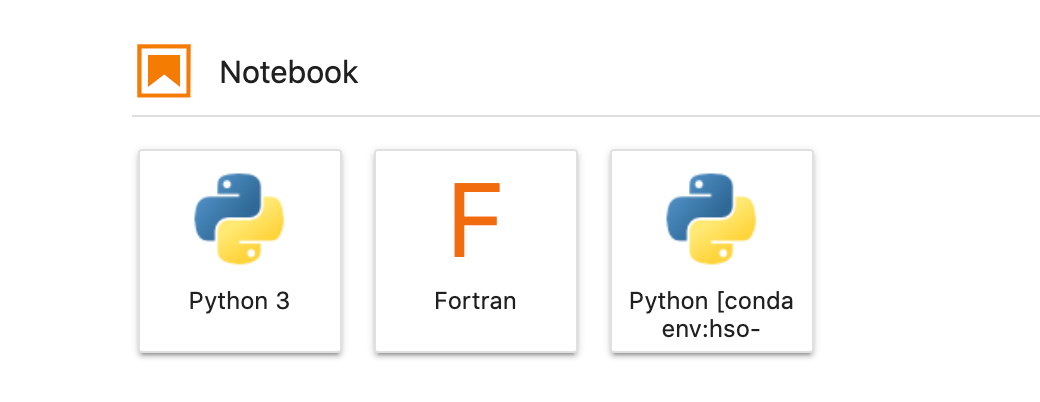 Notebook
F
Python 3
Fortran
Python [conda
env:hso-